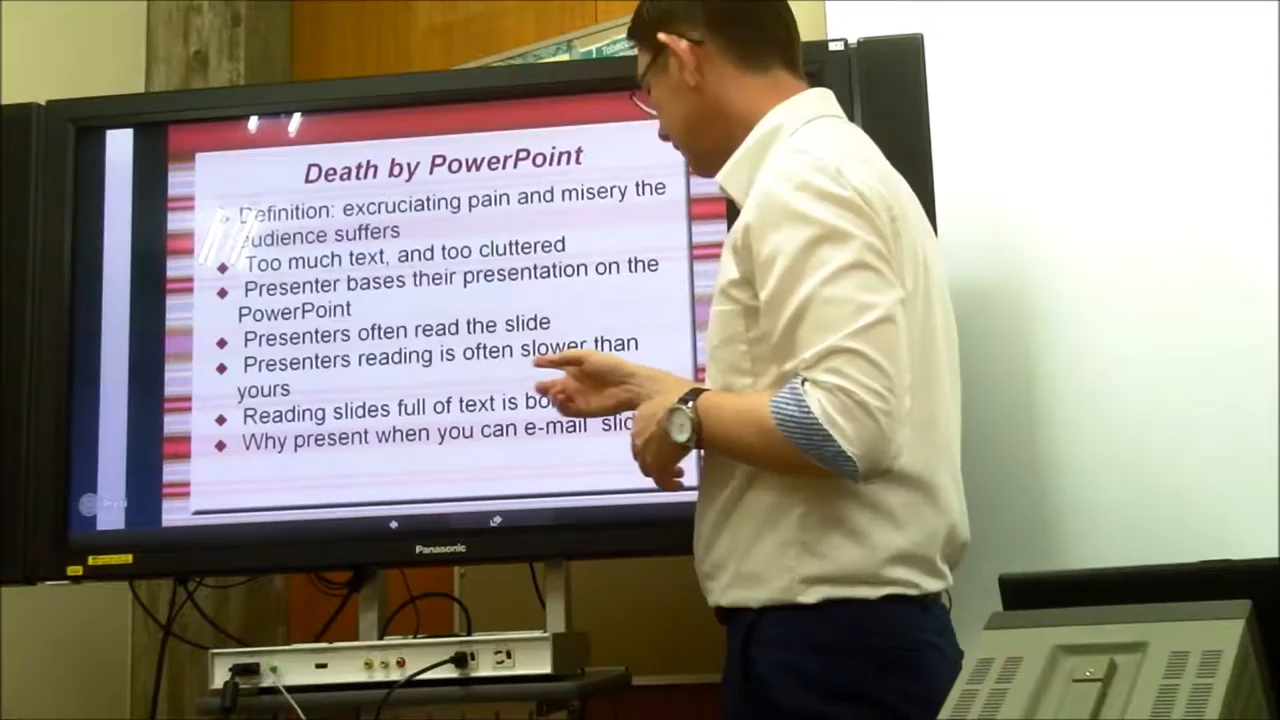 Tobacco
Death by PowerPoint
Definition: excruciating pain and misery the
audience suffers
Too much text, and too cluttered
Presenter bases their presentation on the
PowerPoint
Presenters often read the slide
Presenters reading is often slower than
yours
Reading slides full of text is
Why present when you can e-mail
Panasonic